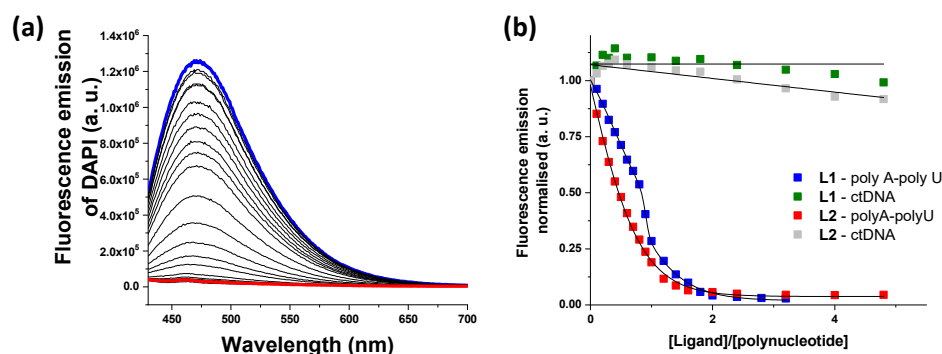 (a)
Fluorescence emission
of DAPI (a. u.)
1.4x10⁶
1.2x10⁶
1.0x10⁶
8.0x10⁵
6.0x10⁵
4.0x10⁵
2.0x10⁵
0.0
450 500 550 600 650 700
Wavelength (nm)
(b)
Fluorescence emission
normalised (a. u.)
1.00
0.75
0.50
0.25
0.00
L1 - poly A-poly U
L1 - ctDNA
L2 - polyA-polyU
L2 - ctDNA
0 2 4
[Ligand]/[polynucleotide]